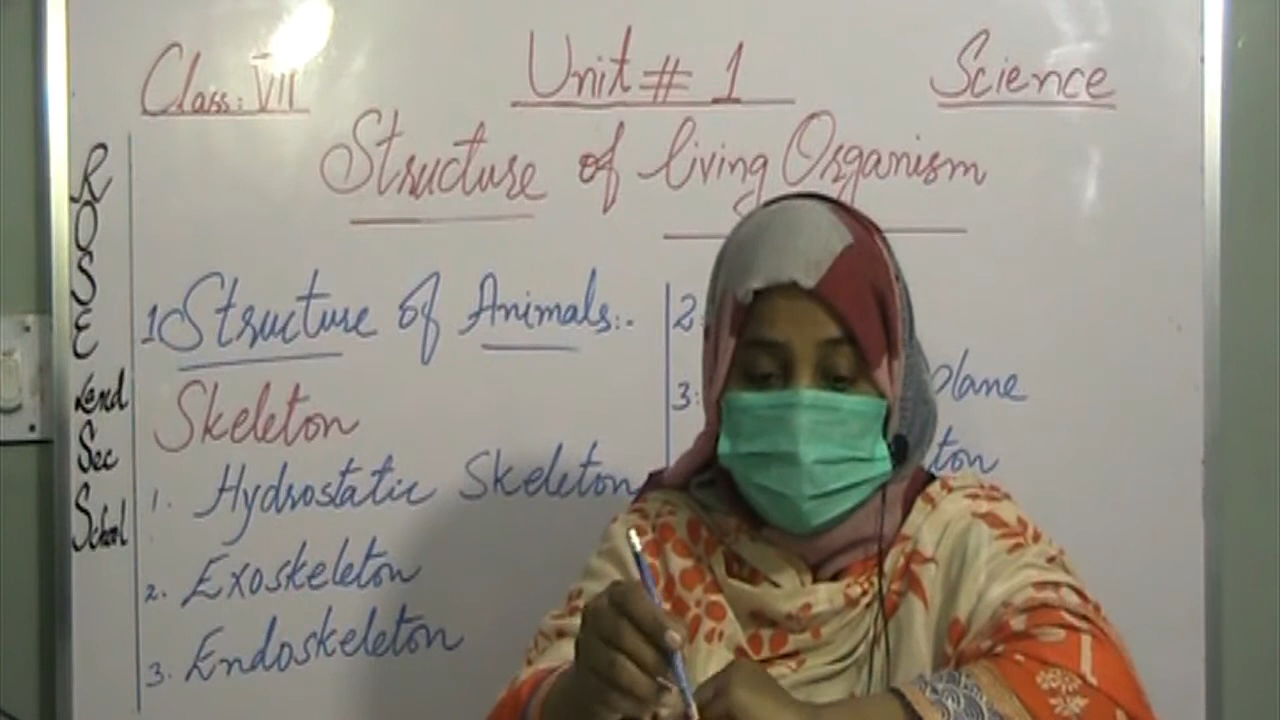 Class: VII
Unit # 1
Science
Structure of living Organism
ROSE
Land
Sec
School
1 Structure of Animals:.
Skeleton
1. Hydrostatic Skeleton
2. Exoskeleton
3. Endoskeleton
2:
3: plane
ton